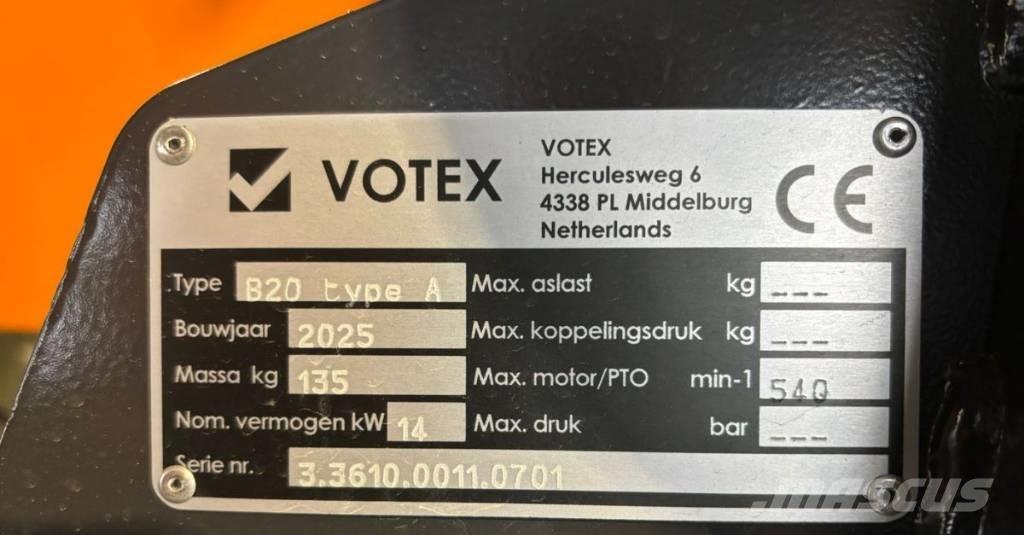 VOTEX
VOTEX
Herculesweg 6
4338 PL Middelburg
Netherlands
CE
Type B20 type A Max. aslast kg ---
Bouwjaar 2025 Max. koppelingsdruk kg ---
Massa kg 135 Max. motor/PTO min-1 540
Nom. vermogen kW 14 Max. druk bar ---
Serie nr. 3.3610.0011.0701
MASCUS